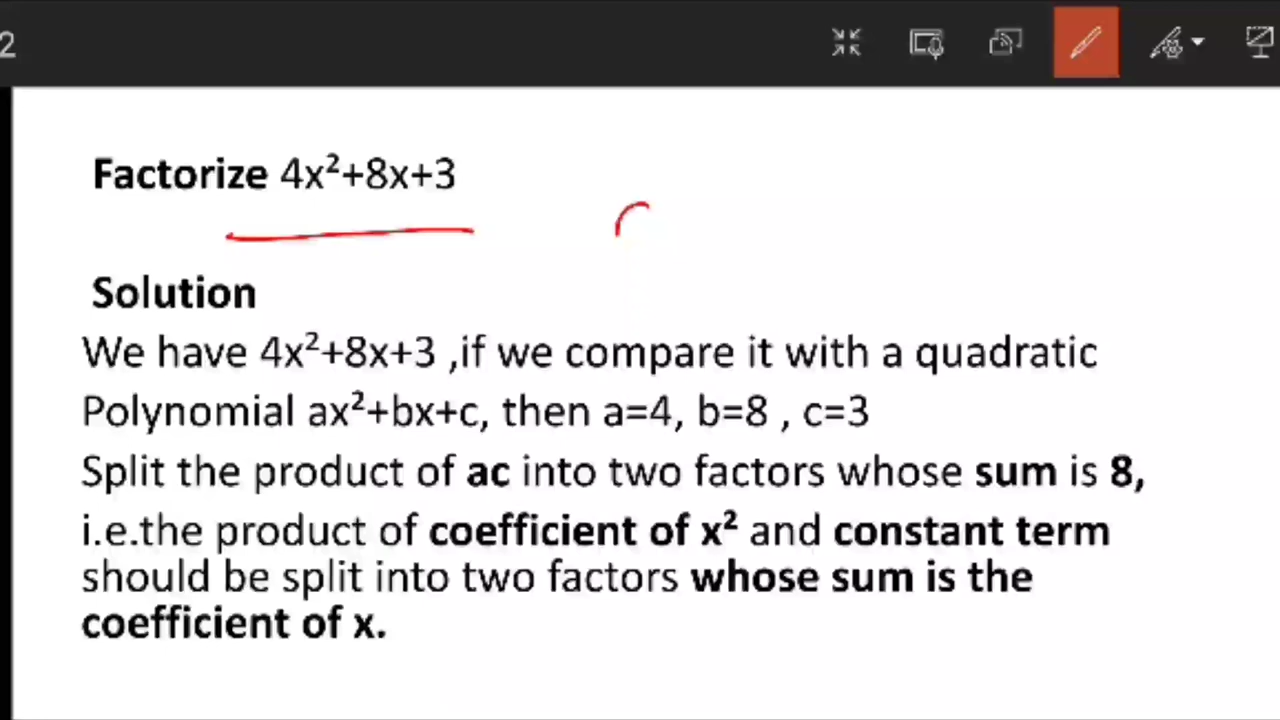 2
Factorize 4x²+8x+3
Solution
We have 4x²+8x+3 ,if we compare it with a quadratic
Polynomial ax²+bx+c, then a=4, b=8 , c=3
Split the product of ac into two factors whose sum is 8,
i.e.the product of coefficient of x² and constant term
should be split into two factors whose sum is the
coefficient of x.